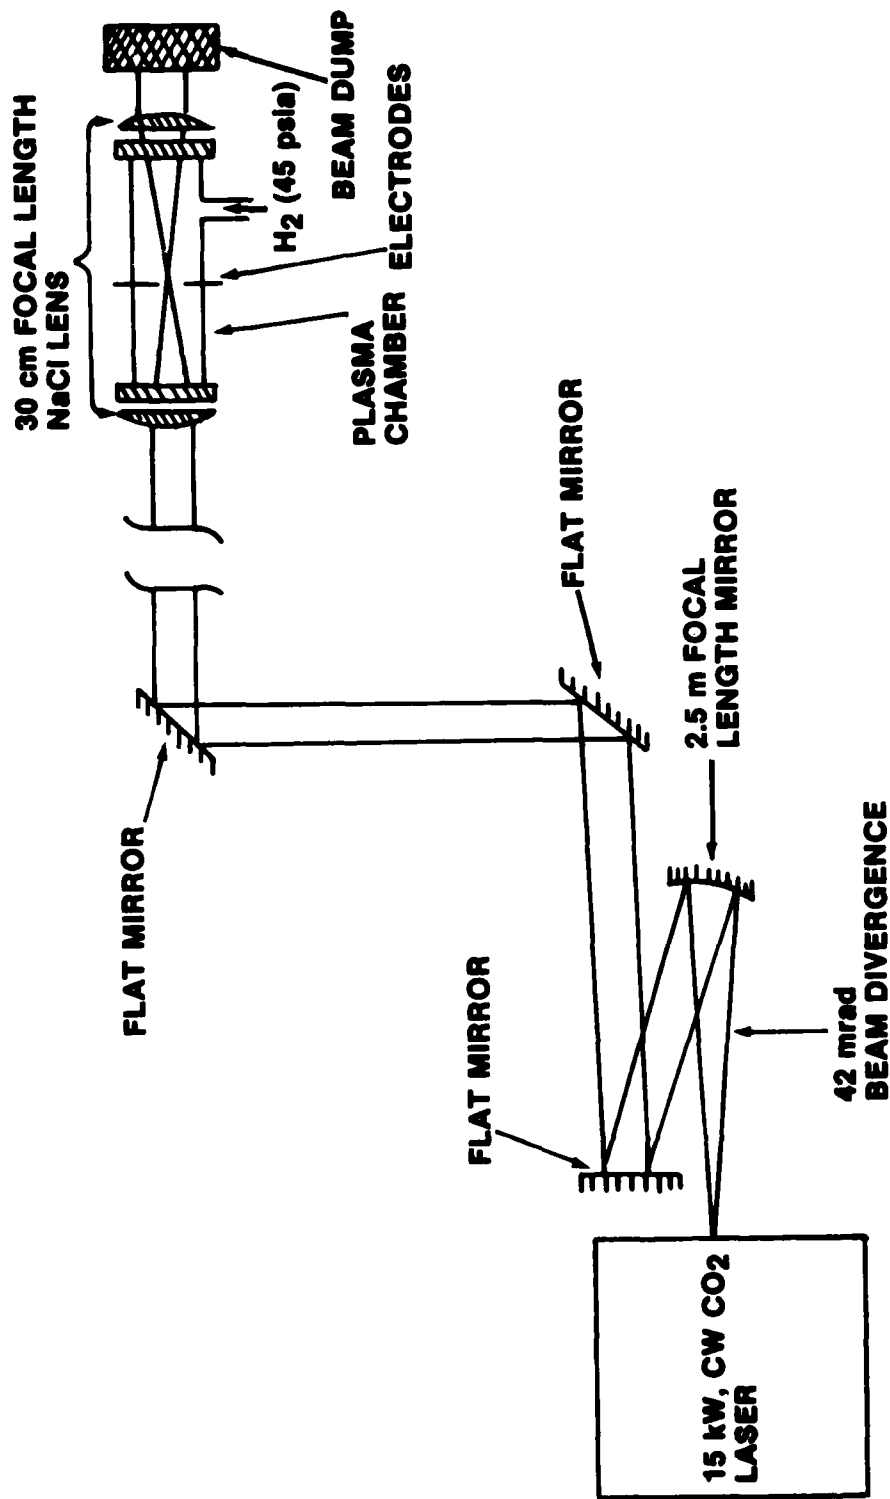 30 cm FOCAL LENGTH
NaCl LENS
BEAM DUMP
H2 (45 psia)
ELECTRODES
PLASMA
CHAMBER
FLAT MIRROR
FLAT MIRROR
2.5 m FOCAL
LENGTH MIRROR
FLAT MIRROR
42 mrad
BEAM DIVERGENCE
15 kW, CW CO2
LASER